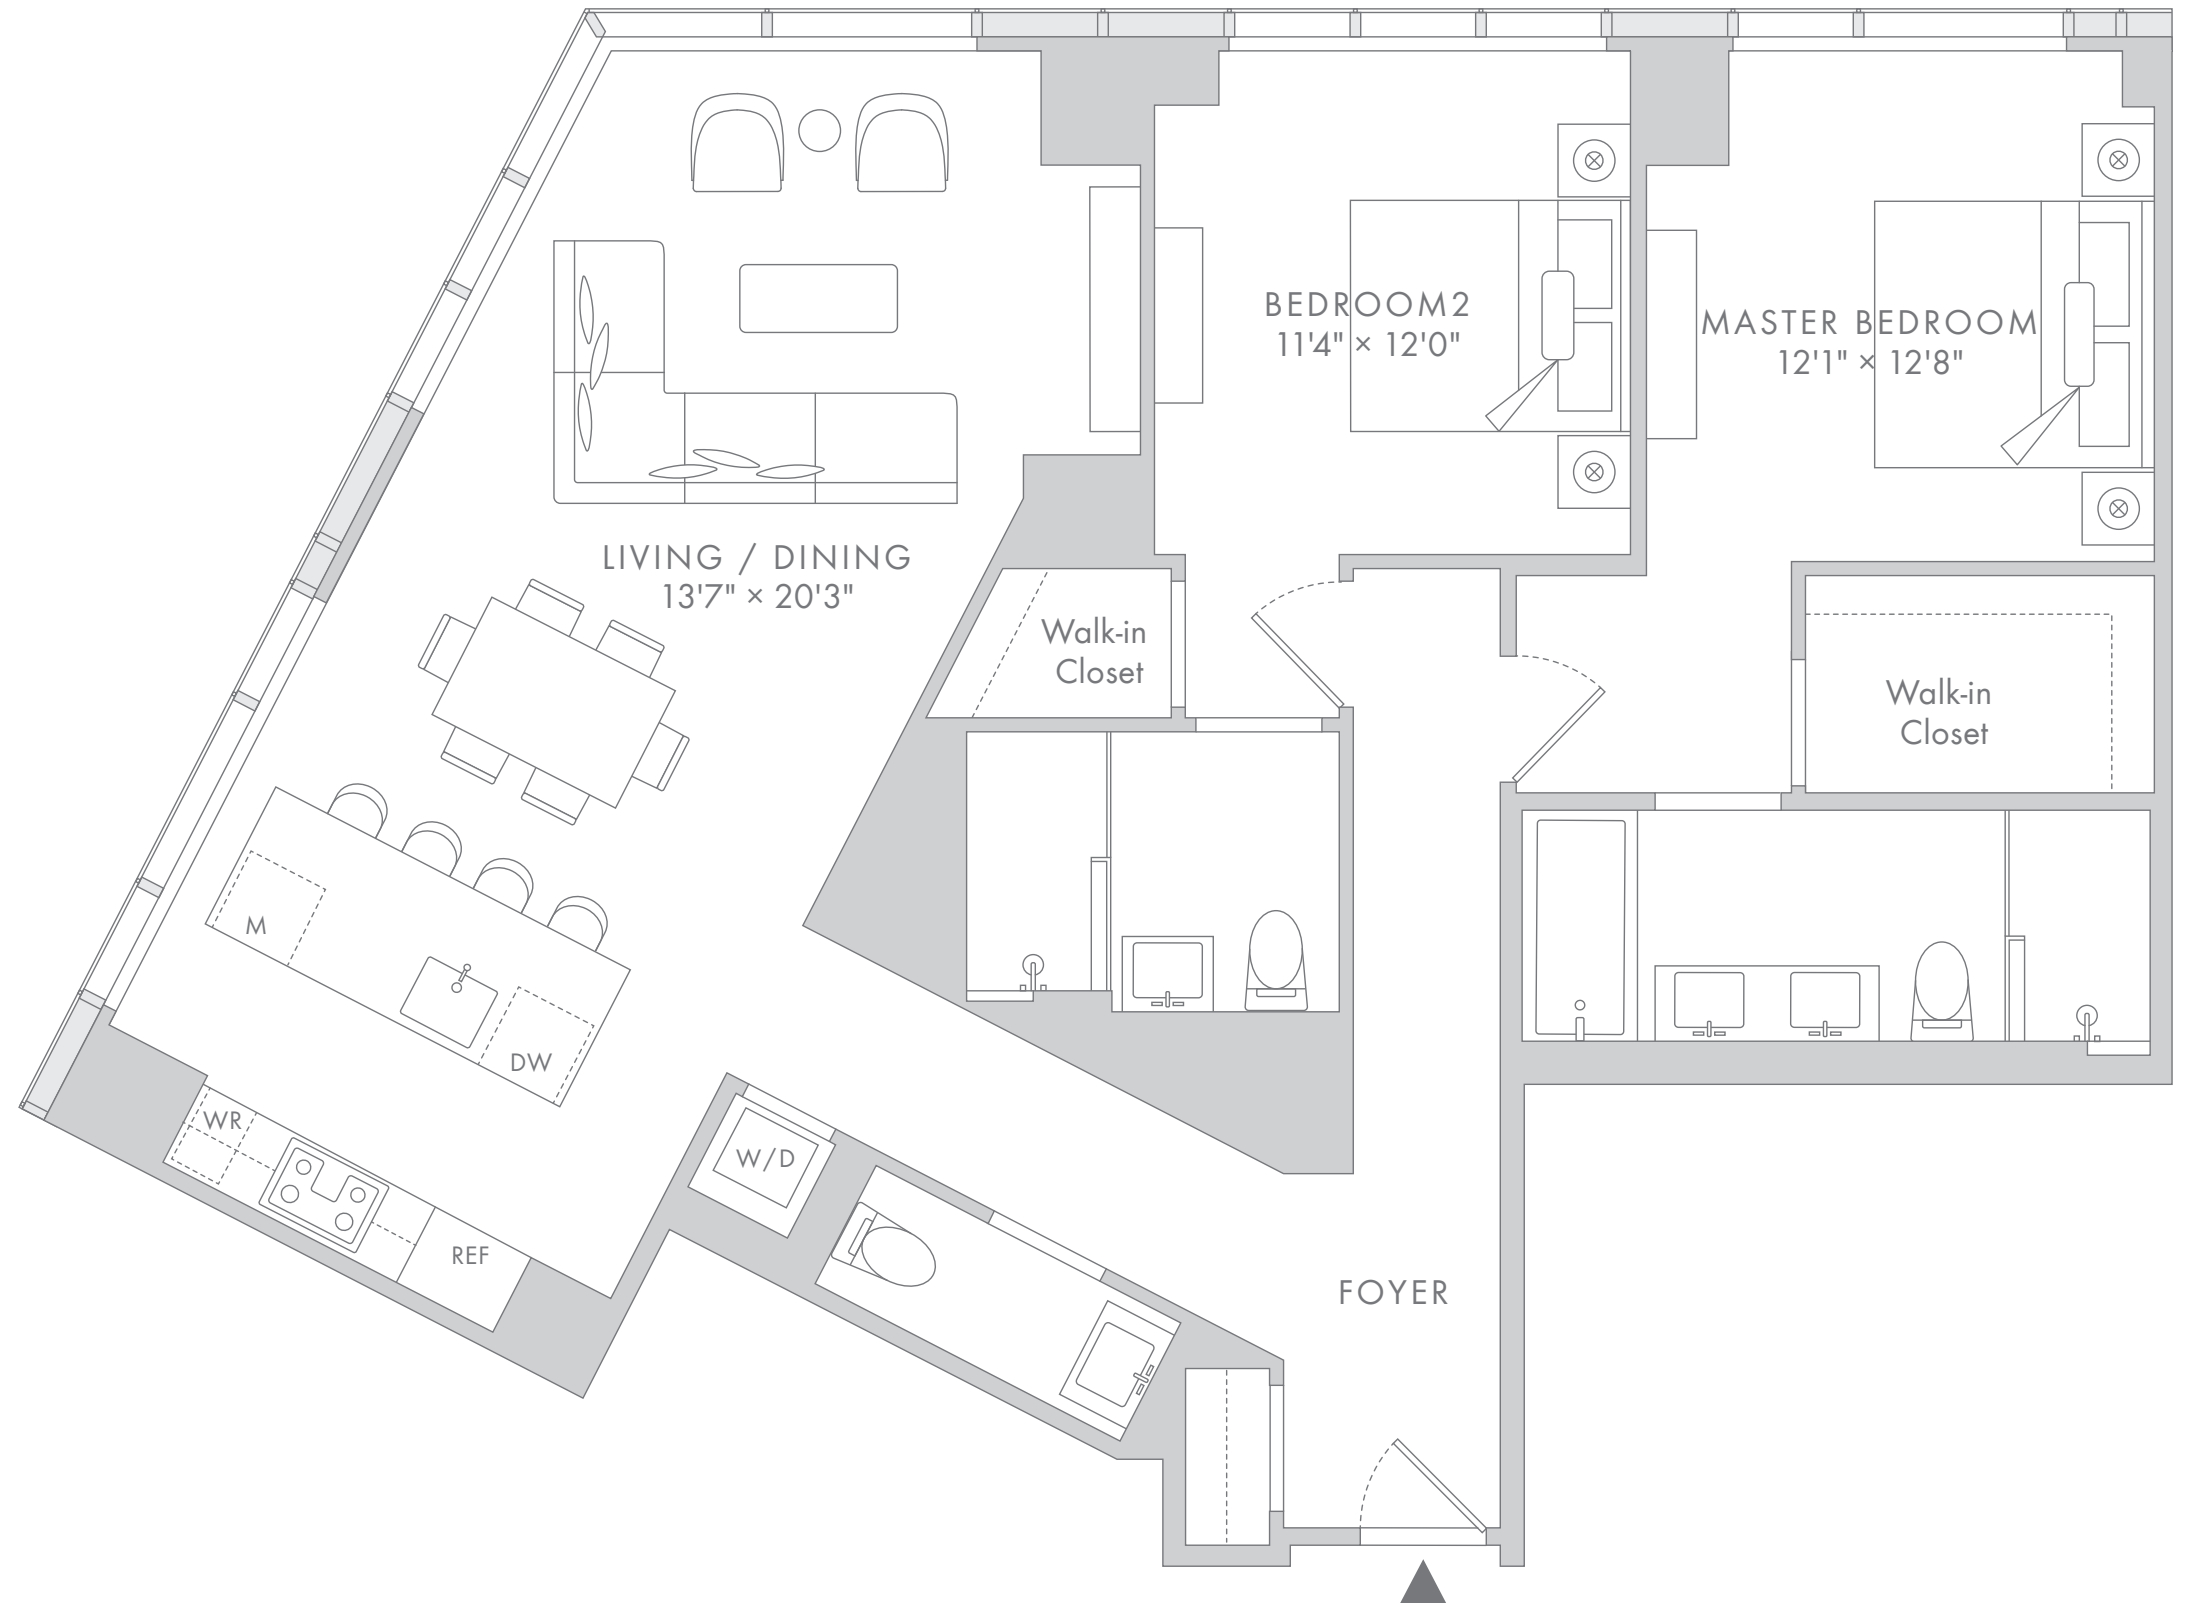 BEDROOM2
11'4" × 12'0"
MASTER BEDROOM
12'1" × 12'8"
LIVING / DINING
13'7" × 20'3"
Walk-in
Closet
Walk-in
Closet
M
DW
WR
REF
W/D
FOYER